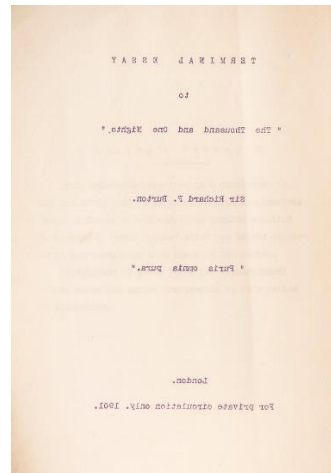 TERMINAL ESSAY
to
" The Thousand and One Nights."
Sir Richard F. Burton.
" Puris omnia pura."
London.
For private circulation only. 1901.